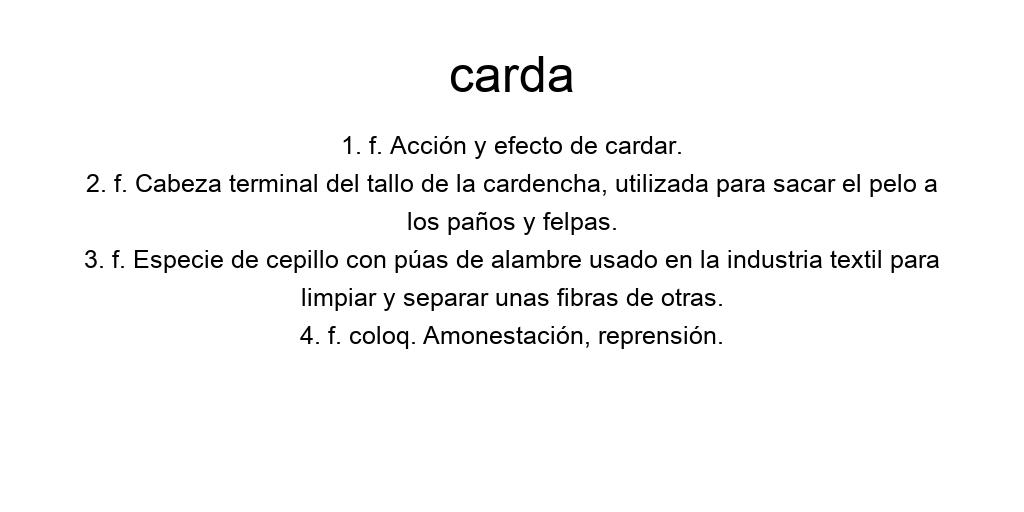 carda
1. f. Acción y efecto de cardar.
2. f. Cabeza terminal del tallo de la cardencha, utilizada para sacar el pelo a
los paños y felpas.
3. f. Especie de cepillo con púas de alambre usado en la industria textil para
limpiar y separar unas fibras de otras.
4. f. coloq. Amonestación, reprensión.